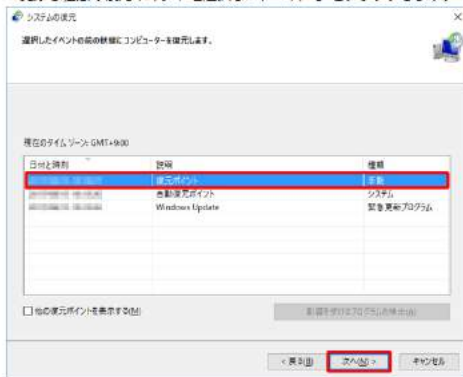 システムの復元
選択したイベントの前の状態にコンピューターを復元します。
現在のタイム ゾーン: GMT+9:00
日付と時刻 説明 種類
復元ポイント 手動
自動復元ポイント システム
Windows Update 緊急更新プログラム
他の復元ポイントを表示する(M)
影響を受けるプログラムの検出(A)
< 戻る(B) 次へ(N) > キャンセル